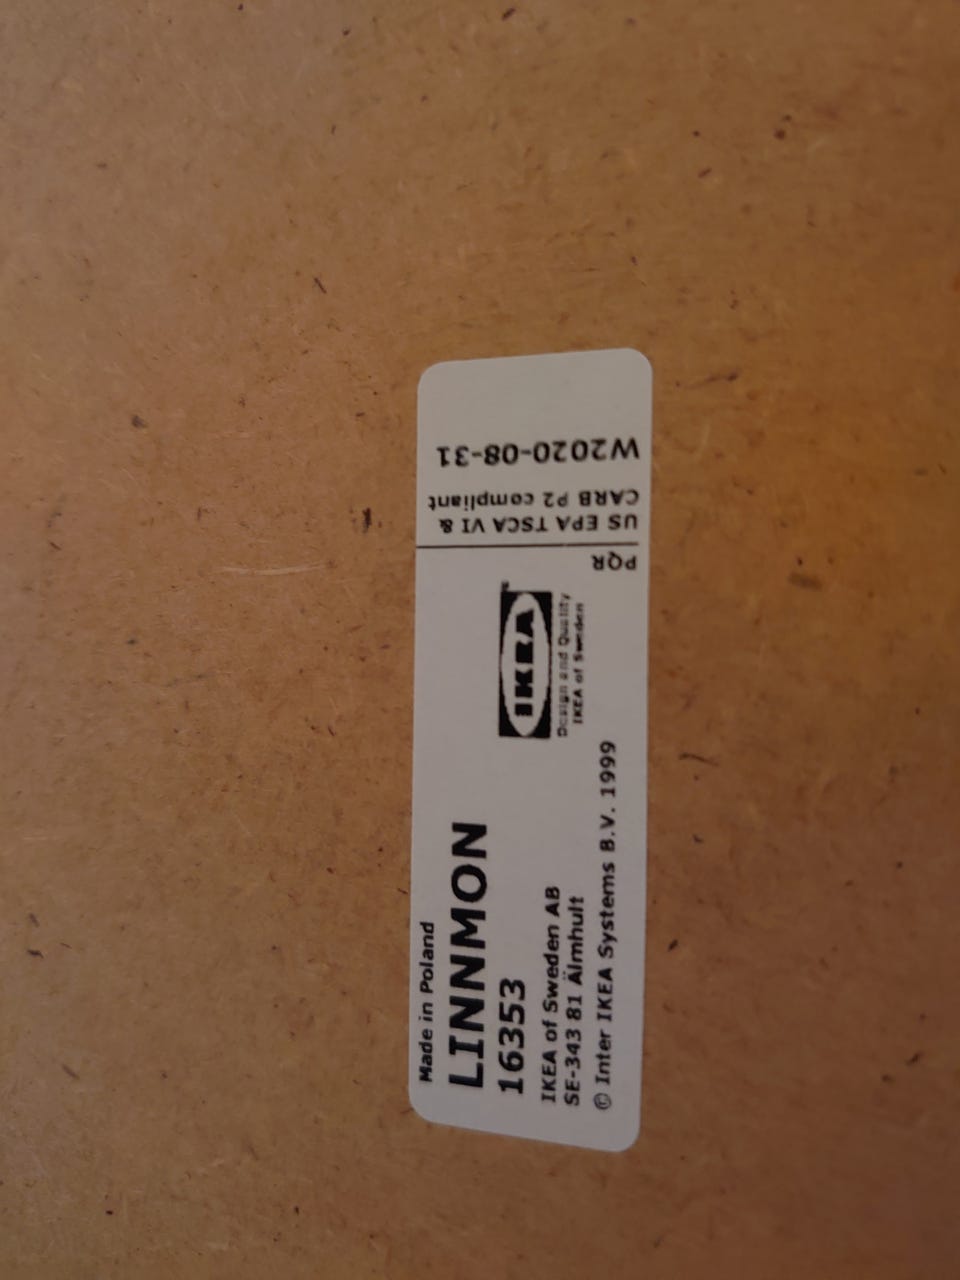 Made in Poland
LINNMON
16353
IKEA of Sweden AB
SE-343 81 Älmhult
© Inter IKEA Systems B.V. 1999
IKEA
Design and Quality
IKEA of Sweden
PQR
US EPA TSCA VI &
CARB P2 compliant
W2020-08-31